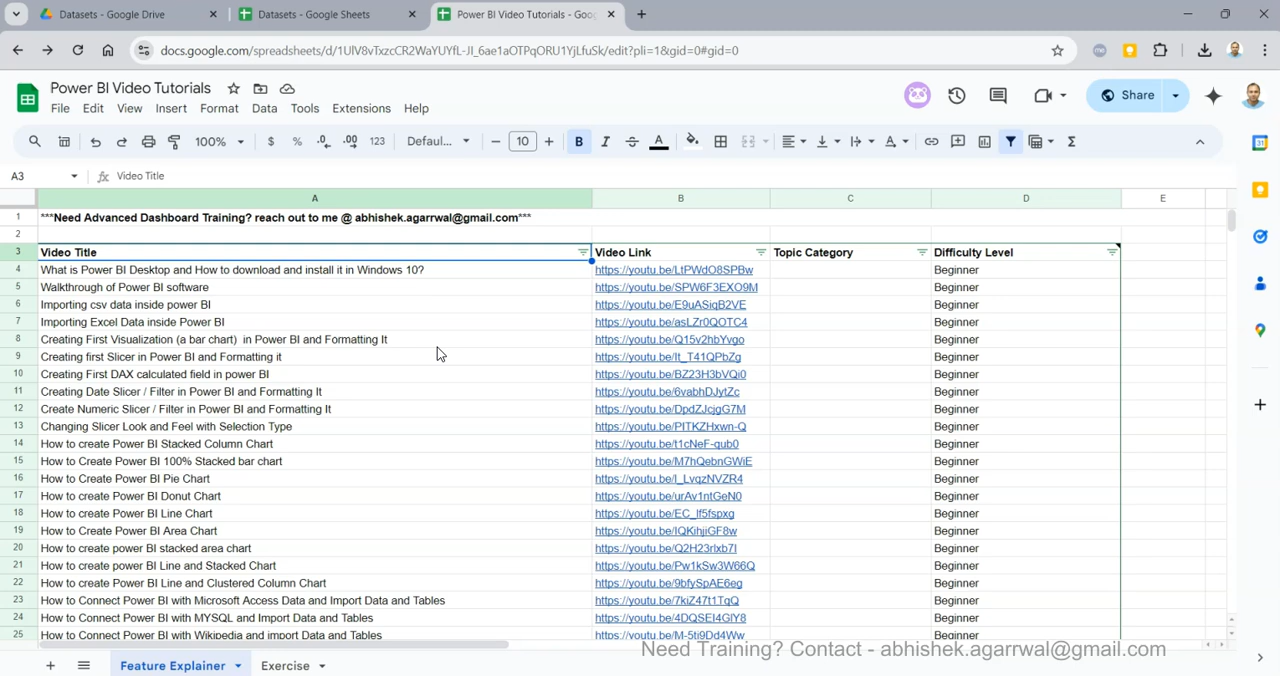 Datasets - Google Drive
Datasets - Google Sheets
Power BI Video Tutorials - Goo
docs.google.com/spreadsheets/d/1UlV8vTxzcCR2WaYUYfL-JI_6ae1aOTPqORU1YjLfuSk/edit?pli=1&gid=0#gid=0
Power BI Video Tutorials
File Edit View Insert Format Data Tools Extensions Help
Share
100% $ % .0 .00 123 Defaul... 10 B I A
A3 fx Video Title
A B C D E
1 ***Need Advanced Dashboard Training? reach out to me @ abhishek.agarrwal@gmail.com***
2
3 Video Title Video Link Topic Category Difficulty Level
4 What is Power BI Desktop and How to download and install it in Windows 10? https://youtu.be/LtPWdO8SPBw Beginner
5 Walkthrough of Power BI software https://youtu.be/SPW6F3EXO9M Beginner
6 Importing csv data inside power BI https://youtu.be/E9uASiqB2VE Beginner
7 Importing Excel Data inside Power BI https://youtu.be/asLZr0QOTC4 Beginner
8 Creating First Visualization (a bar chart) in Power BI and Formatting It https://youtu.be/Q15v2hbYvgo Beginner
9 Creating first Slicer in Power BI and Formatting it https://youtu.be/It_T41QPbZg Beginner
10 Creating First DAX calculated field in power BI https://youtu.be/BZ23H3bVQi0 Beginner
11 Creating Date Slicer / Filter in Power BI and Formatting It https://youtu.be/6vabhDJytZc Beginner
12 Create Numeric Slicer / Filter in Power BI and Formatting It https://youtu.be/DpdZJcjgG7M Beginner
13 Changing Slicer Look and Feel with Selection Type https://youtu.be/PITKZHxwn-Q Beginner
14 How to create Power BI Stacked Column Chart https://youtu.be/t1cNeF-qub0 Beginner
15 How to Create Power BI 100% Stacked bar chart https://youtu.be/M7hQebnGWiE Beginner
16 How to Create Power BI Pie Chart https://youtu.be/I_LvqzNVZR4 Beginner
17 How to create Power BI Donut Chart https://youtu.be/urAv1ntGeN0 Beginner
18 How to create Power BI Line Chart https://youtu.be/EC_lf5fspxg Beginner
19 How to Create Power BI Area Chart https://youtu.be/IQKihjiGF8w Beginner
20 How to create power BI stacked area chart https://youtu.be/Q2H23rlxb7I Beginner
21 How to create power BI Line and Stacked Chart https://youtu.be/Pw1kSw3W66Q Beginner
22 How to create Power BI Line and Clustered Column Chart https://youtu.be/9bfySpAE6eg Beginner
23 How to Connect Power BI with Microsoft Access Data and Import Data and Tables https://youtu.be/7kiZ47t1TqQ Beginner
24 How to Connect Power BI with MYSQL and Import Data and Tables https://youtu.be/4DQSEI4GlY8 Beginner
25 How to Connect Power BI with Wikipedia and import Data and Tables https://youtu.be/M-5ti9Dd4Ww Beginner
Need Training? Contact - abhishek.agarrwal@gmail.com
Feature Explainer Exercise